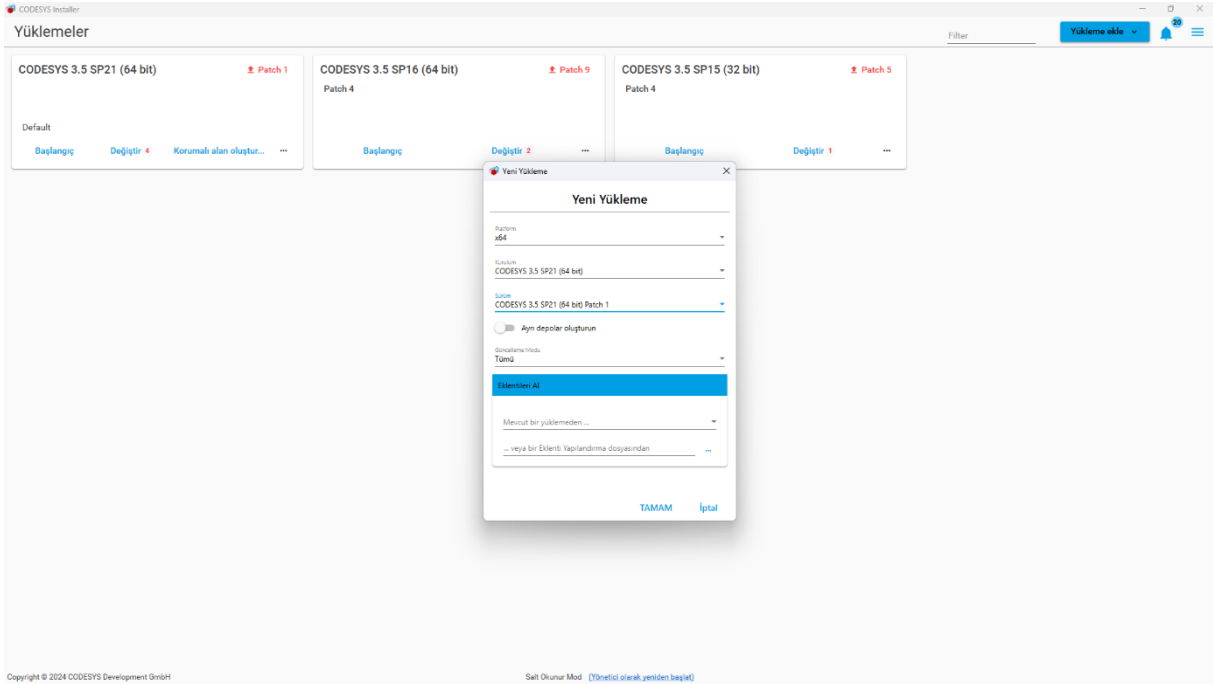 CODESYS Installer
Yüklemeler
Filter
Yükleme ekle
20
CODESYS 3.5 SP21 (64 bit)
Patch 1
Default
Başlangıç
Değiştir 4
Korumalı alan oluştur...
...
CODESYS 3.5 SP16 (64 bit)
Patch 9
Patch 4
Başlangıç
Değiştir 2
...
CODESYS 3.5 SP15 (32 bit)
Patch 5
Patch 4
Başlangıç
Değiştir 1
...
Yeni Yükleme
Yeni Yükleme
Platform
x64
Kurulum
CODESYS 3.5 SP21 (64 bit)
Sürüm
CODESYS 3.5 SP21 (64 bit) Patch 1
Ayrı depolar oluşturun
Güncelleme Modu
Tümü
Eklentileri Al
Mevcut bir yüklemeden ...
... veya bir Eklenti Yapılandırma dosyasından
...
TAMAM
İptal
Copyright © 2024 CODESYS Development GmbH
Salt Okunur Mod (Yönetici olarak yeniden başlat)